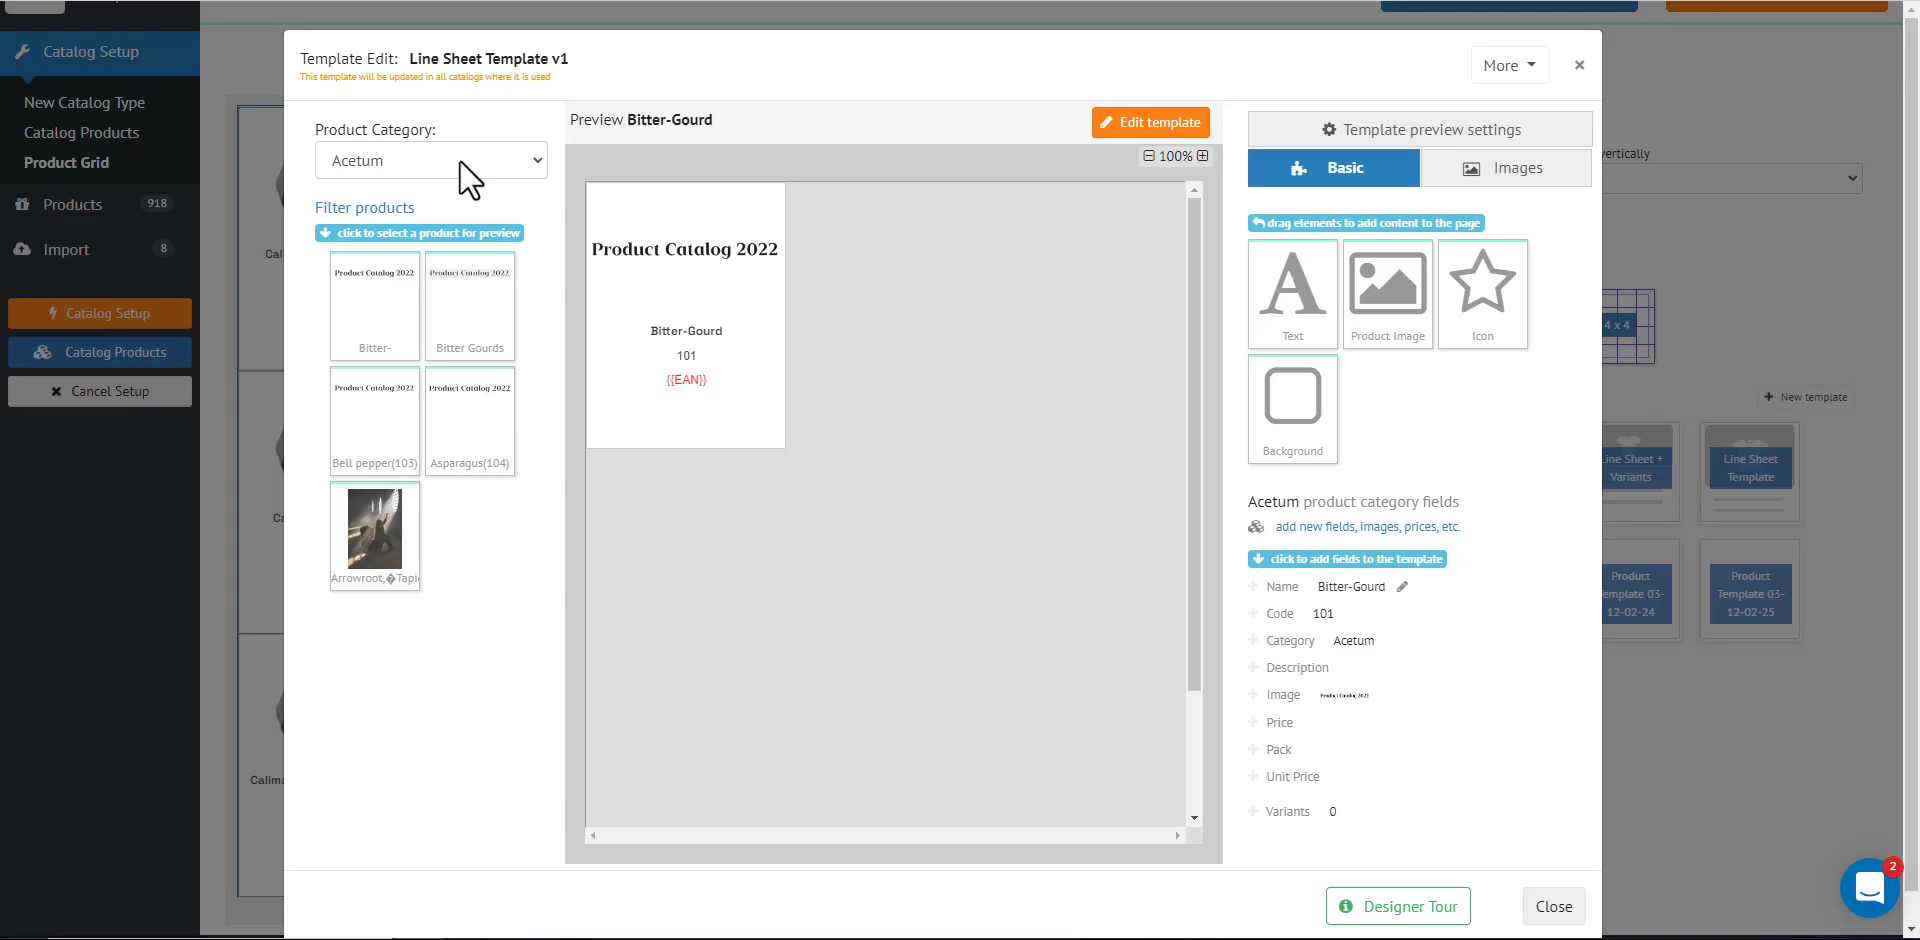 Catalog Setup
New Catalog Type
Catalog Products
Product Grid
Products 918
Import 8
Catalog Setup
Catalog Products
Cancel Setup
Template Edit: Line Sheet Template v1
This template will be updated in all catalogs where it is used
More
×
Product Category:
Acetum
Filter products
click to select a product for preview
Product Catalog 2022
Bitter-
Product Catalog 2022
Bitter Gourds
Product Catalog 2022
Bell pepper(103)
Product Catalog 2022
Asparagus(104)
Arrowroot,�Tapi
Preview Bitter-Gourd
Edit template
100%
Product Catalog 2022
Bitter-Gourd
101
{{EAN}}
Template preview settings
Basic
Images
drag elements to add content to the page
Text
Product Image
Icon
Background
Acetum product category fields
add new fields, images, prices, etc.
click to add fields to the template
Name Bitter-Gourd
Code 101
Category Acetum
Description
Image Product Catalog 2022
Price
Pack
Unit Price
Variants 0
Designer Tour
Close
vertically
4 x 4
New template
Line Sheet +
Variants
Line Sheet
Template
Product
Template 03-
12-02-24
Product
Template 03-
12-02-25
Cali
Ca
Calima
2